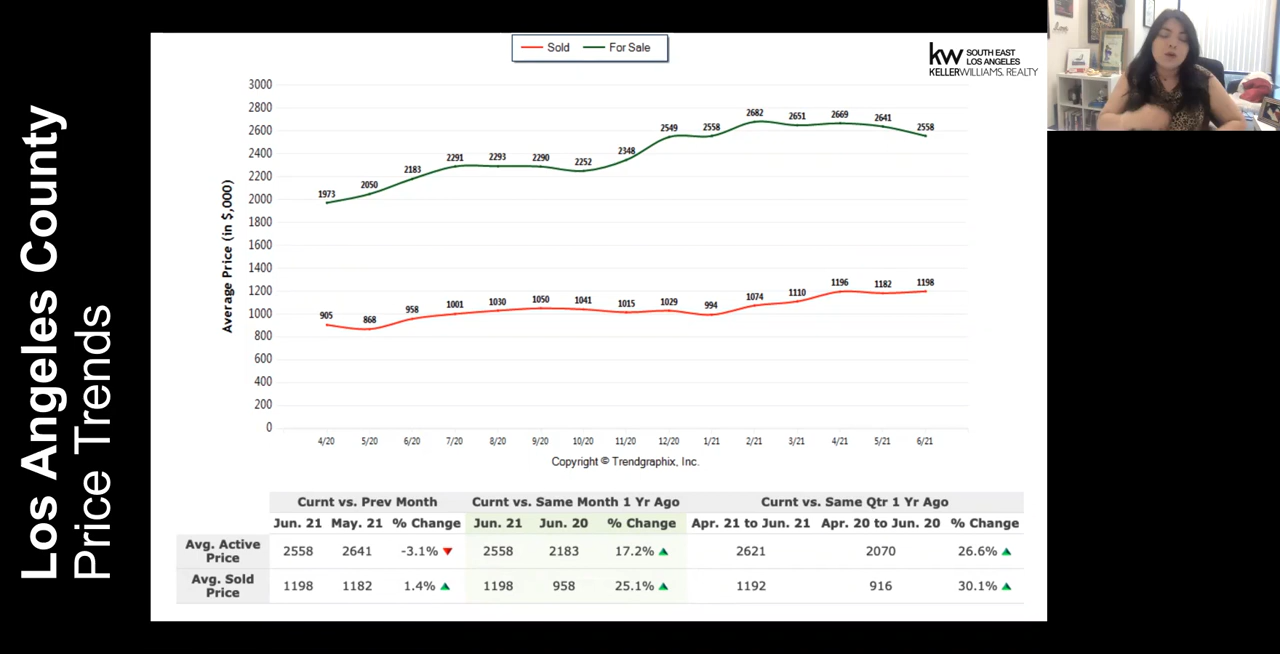 Los Angeles County
Price Trends
Sold For Sale
kw SOUTH EAST
LOS ANGELES
KELLERWILLIAMS. REALTY
Average Price (in $,000)
3000
2800
2600
2400
2200
2000
1800
1600
1400
1200
1000
800
600
400
200
0
1973 2050 2183 2291 2293 2290 2252 2348 2549 2558 2682 2651 2669 2641 2558
905 868 958 1001 1030 1050 1041 1015 1029 994 1074 1110 1196 1182 1198
4/20 5/20 6/20 7/20 8/20 9/20 10/20 11/20 12/20 1/21 2/21 3/21 4/21 5/21 6/21
Copyright © Trendgraphix, Inc.
Curnt vs. Prev Month Curnt vs. Same Month 1 Yr Ago Curnt vs. Same Qtr 1 Yr Ago
Jun. 21 May. 21 % Change Jun. 21 Jun. 20 % Change Apr. 21 to Jun. 21 Apr. 20 to Jun. 20 % Change
Avg. Active Price 2558 2641 -3.1% 2558 2183 17.2% 2621 2070 26.6%
Avg. Sold Price 1198 1182 1.4% 1198 958 25.1% 1192 916 30.1%